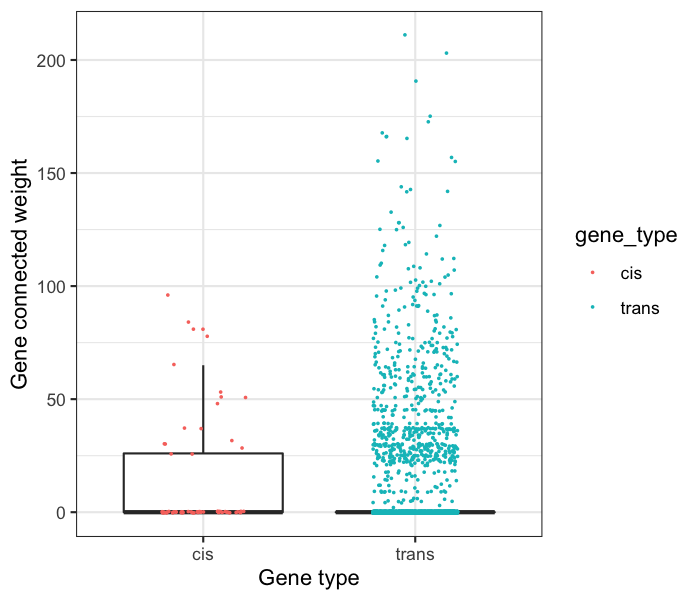 Gene connected weight
200
150
100
50
0
cis
trans
Gene type
gene_type
cis
trans